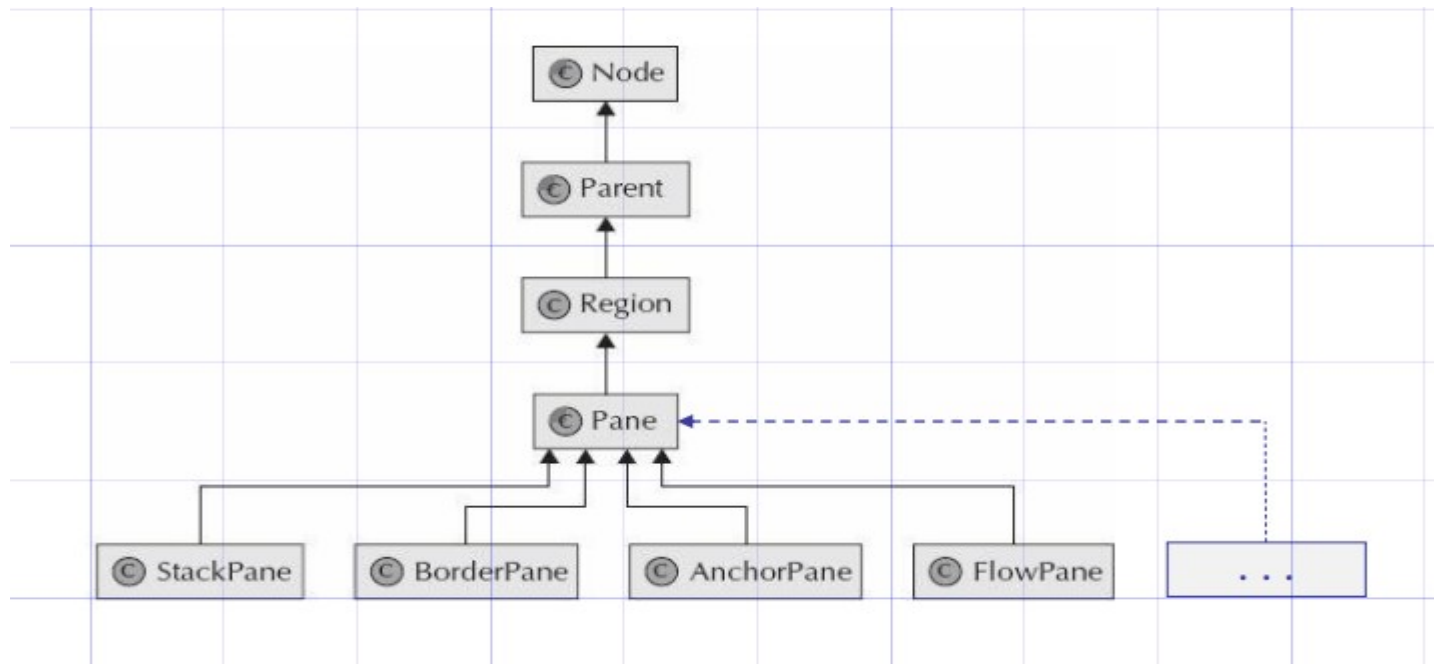 C Node
C Parent
C Region
C Pane
C StackPane
C BorderPane
C AnchorPane
C FlowPane
. . .